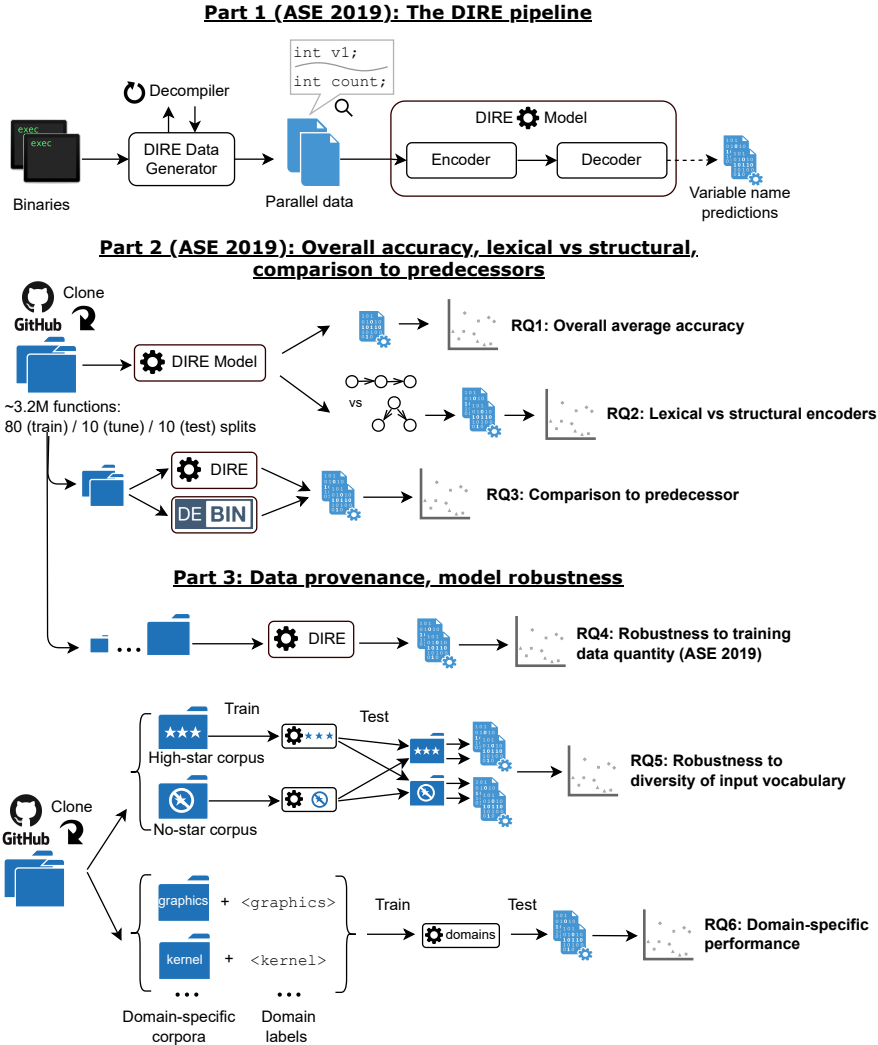 Part 1 (ASE 2019): The DIRE pipeline
int v1;
int count;
Decompiler
exec
exec
DIRE Data
Generator
DIRE Model
Encoder
Decoder
Binaries
Parallel data
Variable name
predictions
Part 2 (ASE 2019): Overall accuracy, lexical vs structural,
comparison to predecessors
Clone
GitHub
DIRE Model
RQ1: Overall average accuracy
~3.2M functions:
80 (train) / 10 (tune) / 10 (test) splits
vs
RQ2: Lexical vs structural encoders
DIRE
DEBIN
RQ3: Comparison to predecessor
Part 3: Data provenance, model robustness
...
DIRE
RQ4: Robustness to training
data quantity (ASE 2019)
Train
Test
High-star corpus
No-star corpus
RQ5: Robustness to
diversity of input vocabulary
Clone
GitHub
graphics + <graphics>
kernel + <kernel>
... ...
Domain-specific
corpora
Domain
labels
Train
domains
Test
RQ6: Domain-specific
performance